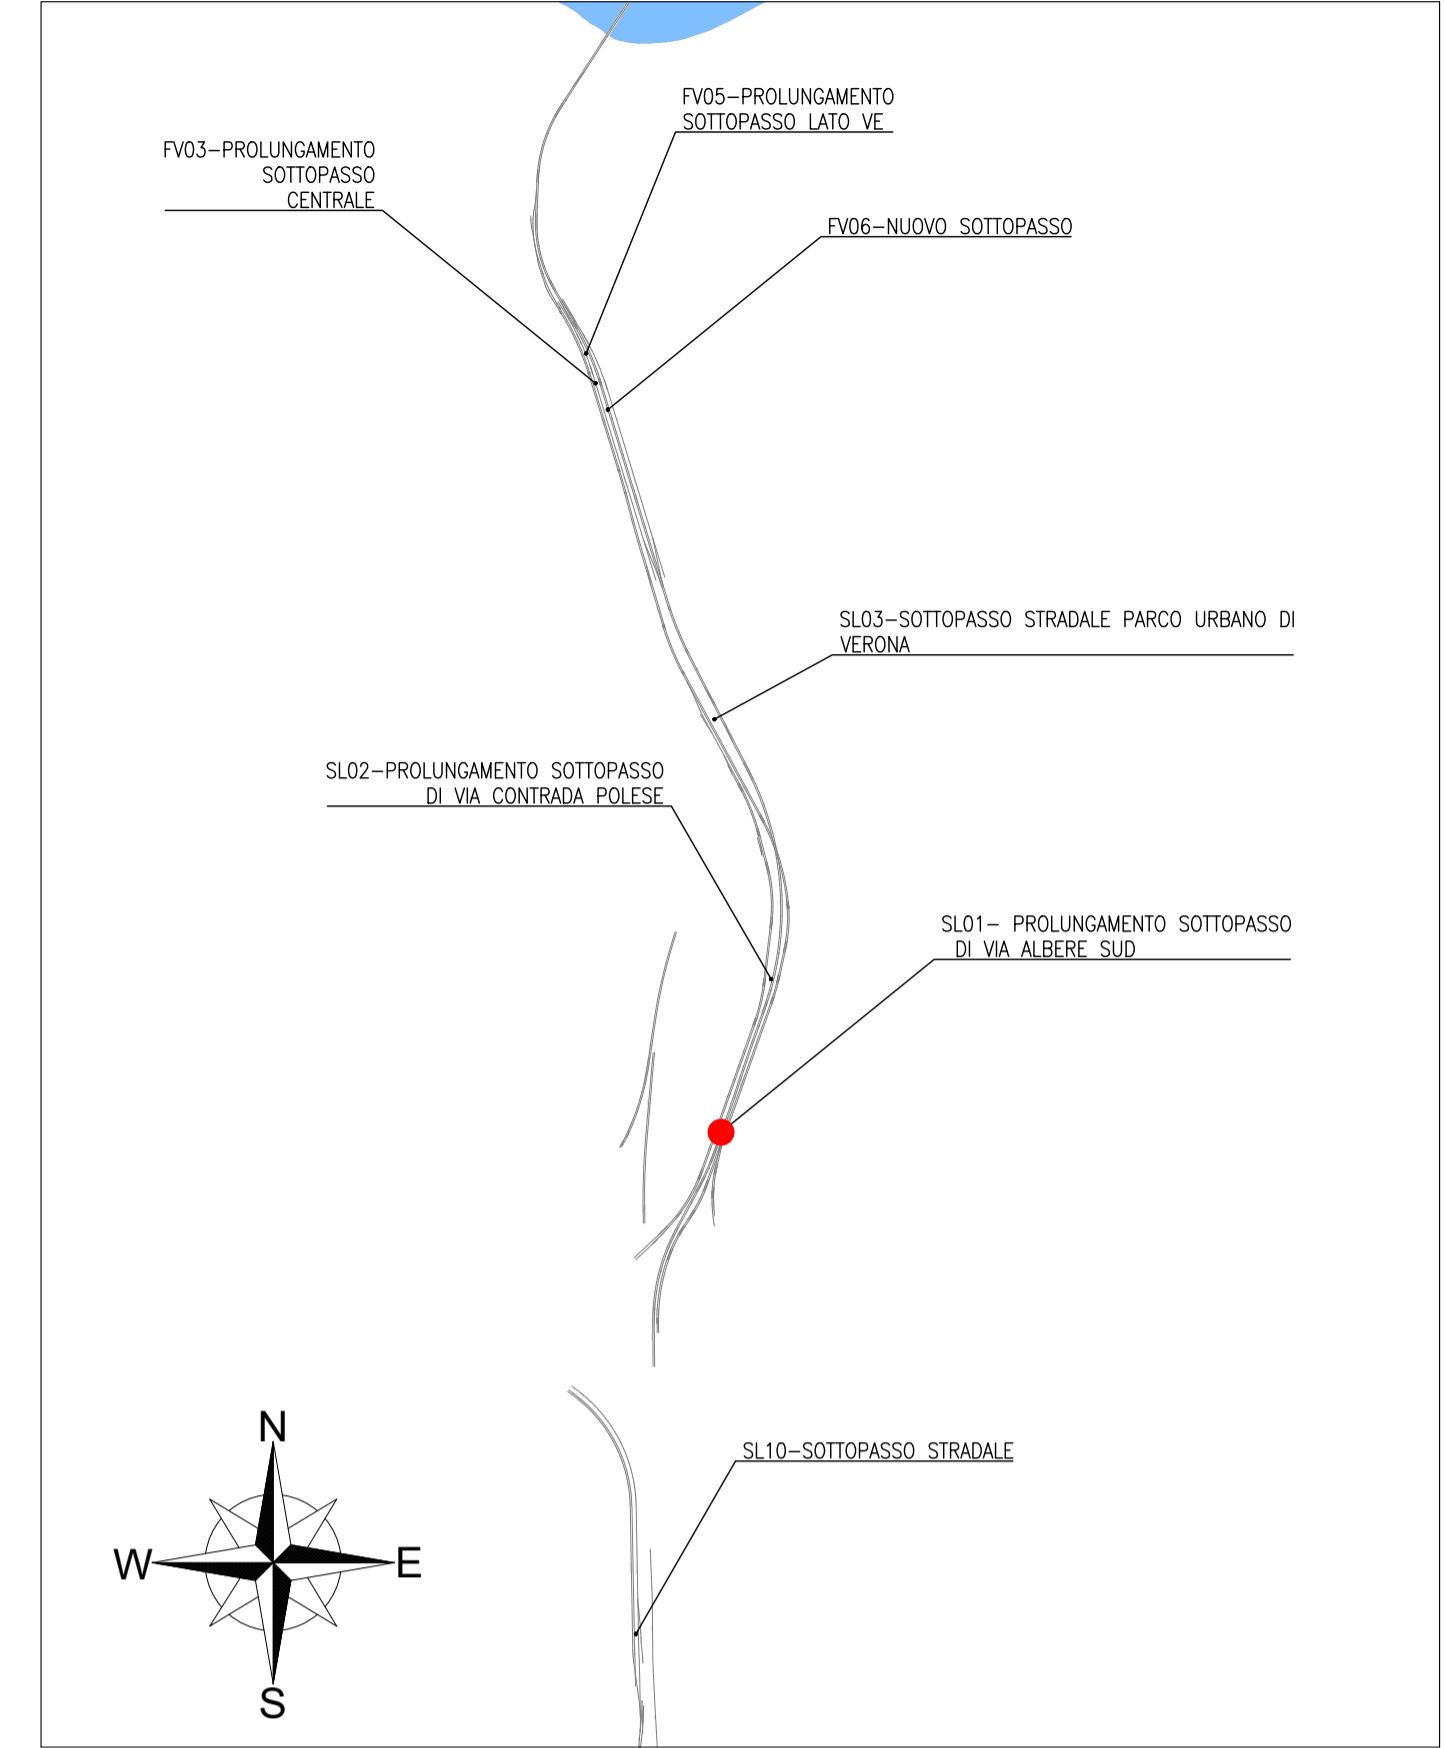 FV05-PROLUNGAMENTO
SOTTOPASSO LATO VE
FV03-PROLUNGAMENTO
SOTTOPASSO
CENTRALE
FV06-NUOVO SOTTOPASSO
SL03-SOTTOPASSO STRADALE PARCO URBANO DI
VERONA
SL02-PROLUNGAMENTO SOTTOPASSO
DI VIA CONTRADA POLESE
SL01- PROLUNGAMENTO SOTTOPASSO
DI VIA ALBERE SUD
SL10-SOTTOPASSO STRADALE
N
W
E
S